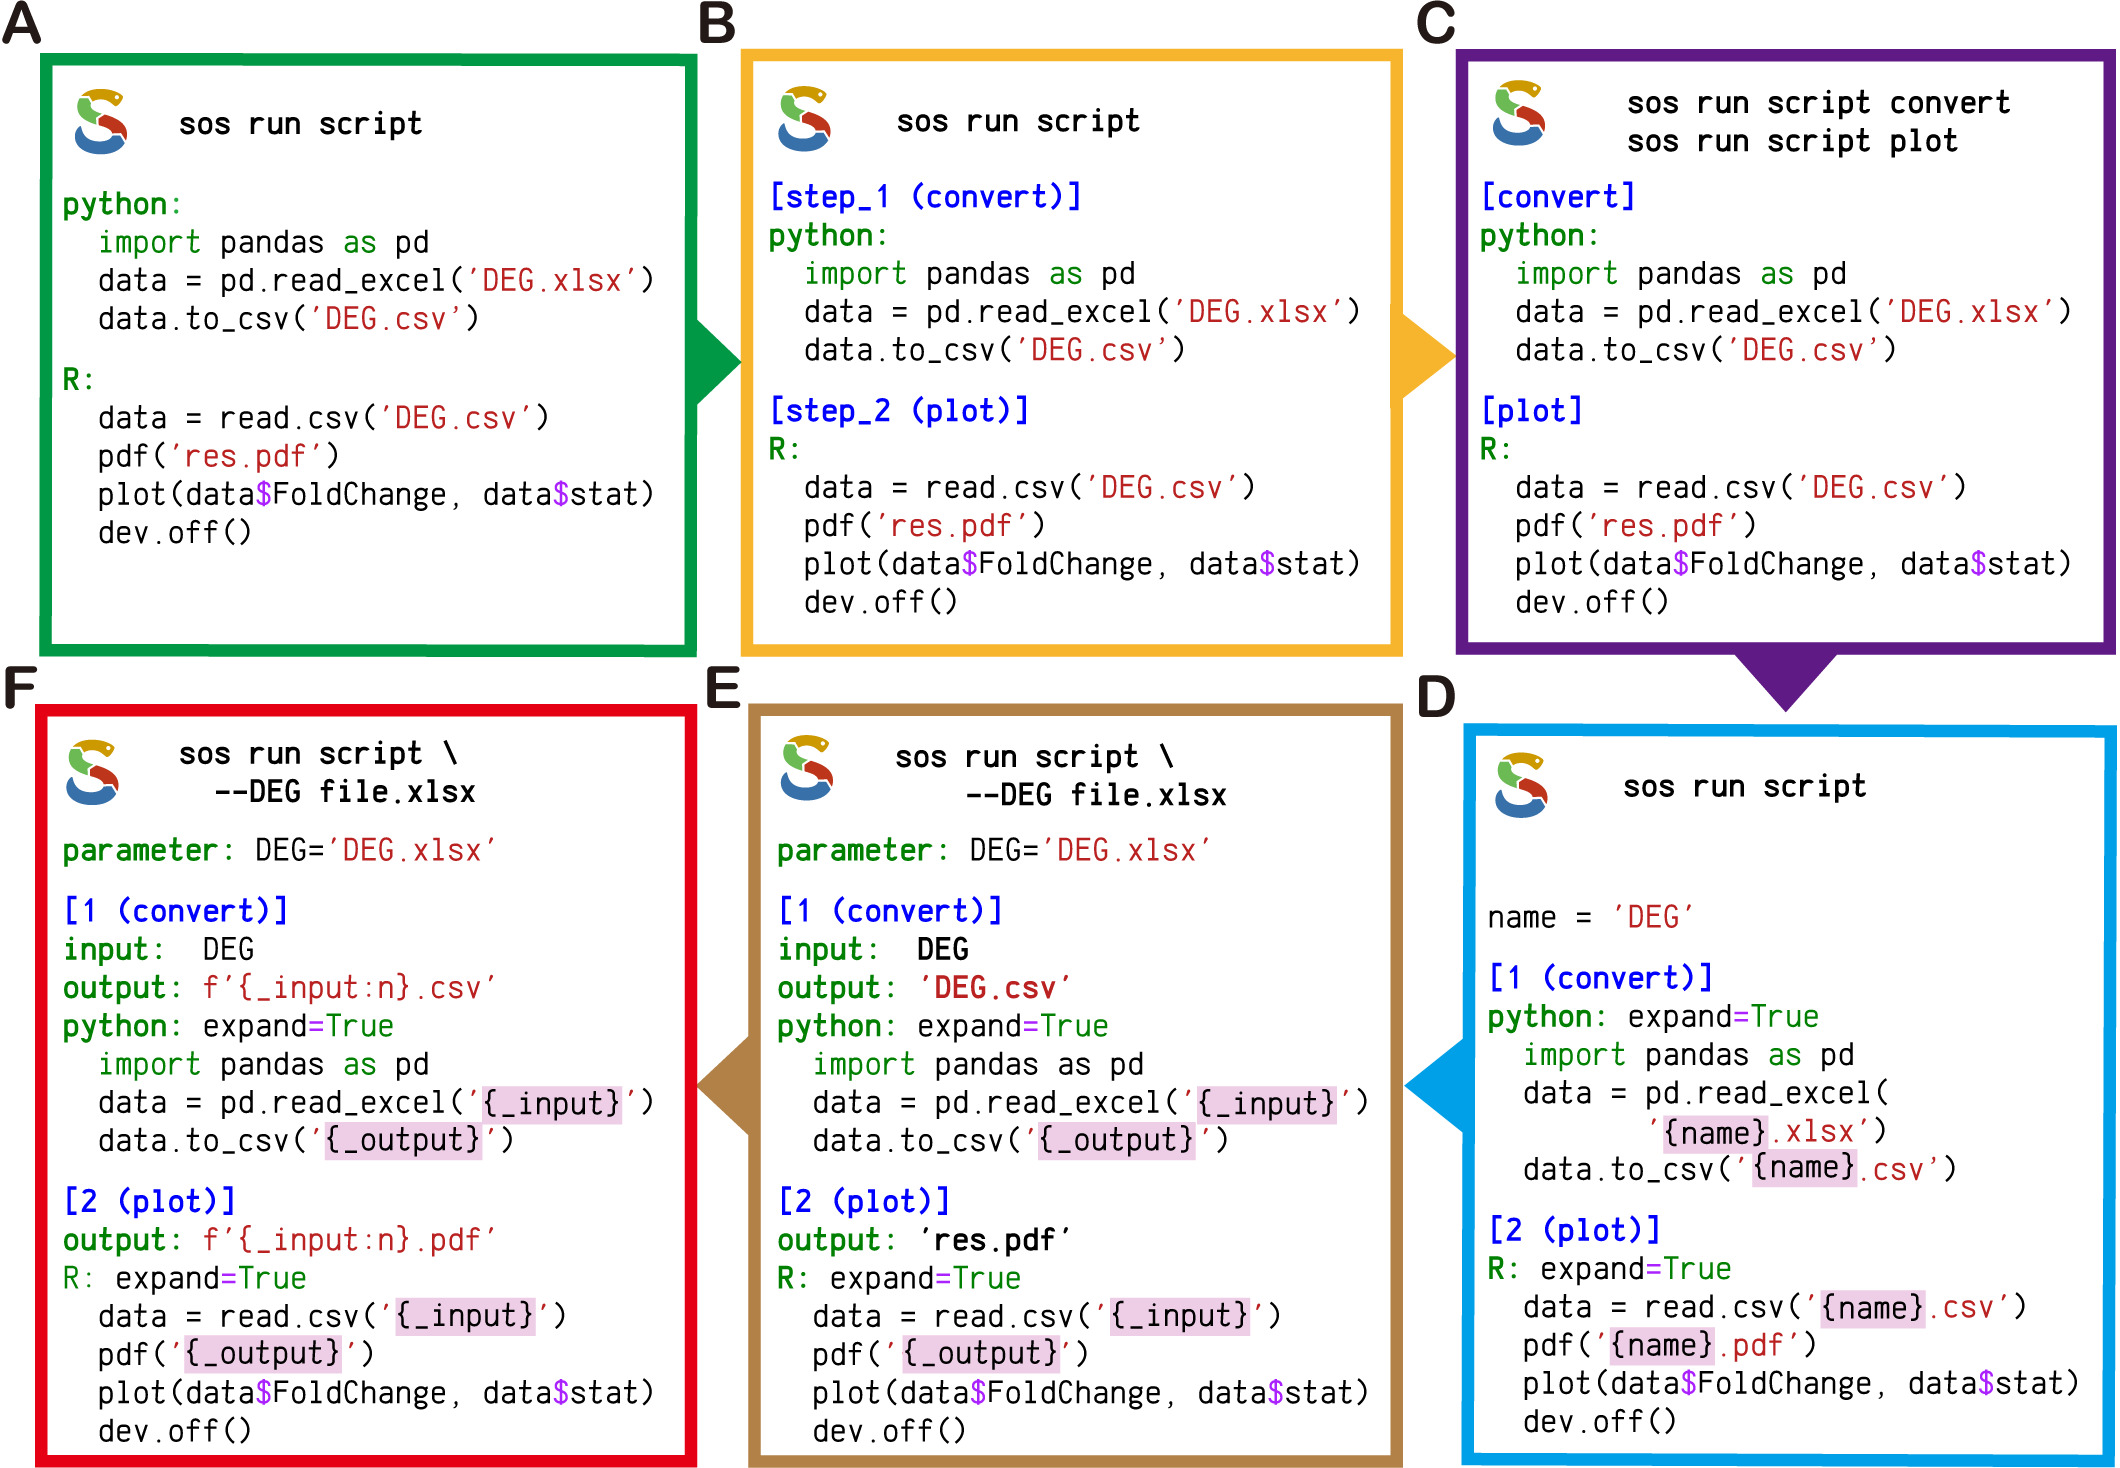 A
sos run script
python:
import pandas as pd
data = pd.read_excel('DEG.xlsx')
data.to_csv('DEG.csv')
R:
data = read.csv('DEG.csv')
pdf('res.pdf')
plot(data$FoldChange, data$stat)
dev.off()
B
sos run script
[step_1 (convert)]
python:
import pandas as pd
data = pd.read_excel('DEG.xlsx')
data.to_csv('DEG.csv')
[step_2 (plot)]
R:
data = read.csv('DEG.csv')
pdf('res.pdf')
plot(data$FoldChange, data$stat)
dev.off()
C
sos run script convert
sos run script plot
[convert]
python:
import pandas as pd
data = pd.read_excel('DEG.xlsx')
data.to_csv('DEG.csv')
[plot]
R:
data = read.csv('DEG.csv')
pdf('res.pdf')
plot(data$FoldChange, data$stat)
dev.off()
D
sos run script
name = 'DEG'
[1 (convert)]
python: expand=True
import pandas as pd
data = pd.read_excel(
'{name}.xlsx')
data.to_csv('{name}.csv')
[2 (plot)]
R: expand=True
data = read.csv('{name}.csv')
pdf('{name}.pdf')
plot(data$FoldChange, data$stat)
dev.off()
E
sos run script \
--DEG file.xlsx
parameter: DEG='DEG.xlsx'
[1 (convert)]
input: DEG
output: 'DEG.csv'
python: expand=True
import pandas as pd
data = pd.read_excel('{_input}')
data.to_csv('{_output}')
[2 (plot)]
output: 'res.pdf'
R: expand=True
data = read.csv('{_input}')
pdf('{_output}')
plot(data$FoldChange, data$stat)
dev.off()
F
sos run script \
--DEG file.xlsx
parameter: DEG='DEG.xlsx'
[1 (convert)]
input: DEG
output: f'{_input:n}.csv'
python: expand=True
import pandas as pd
data = pd.read_excel('{_input}')
data.to_csv('{_output}')
[2 (plot)]
output: f'{_input:n}.pdf'
R: expand=True
data = read.csv('{_input}')
pdf('{_output}')
plot(data$FoldChange, data$stat)
dev.off()